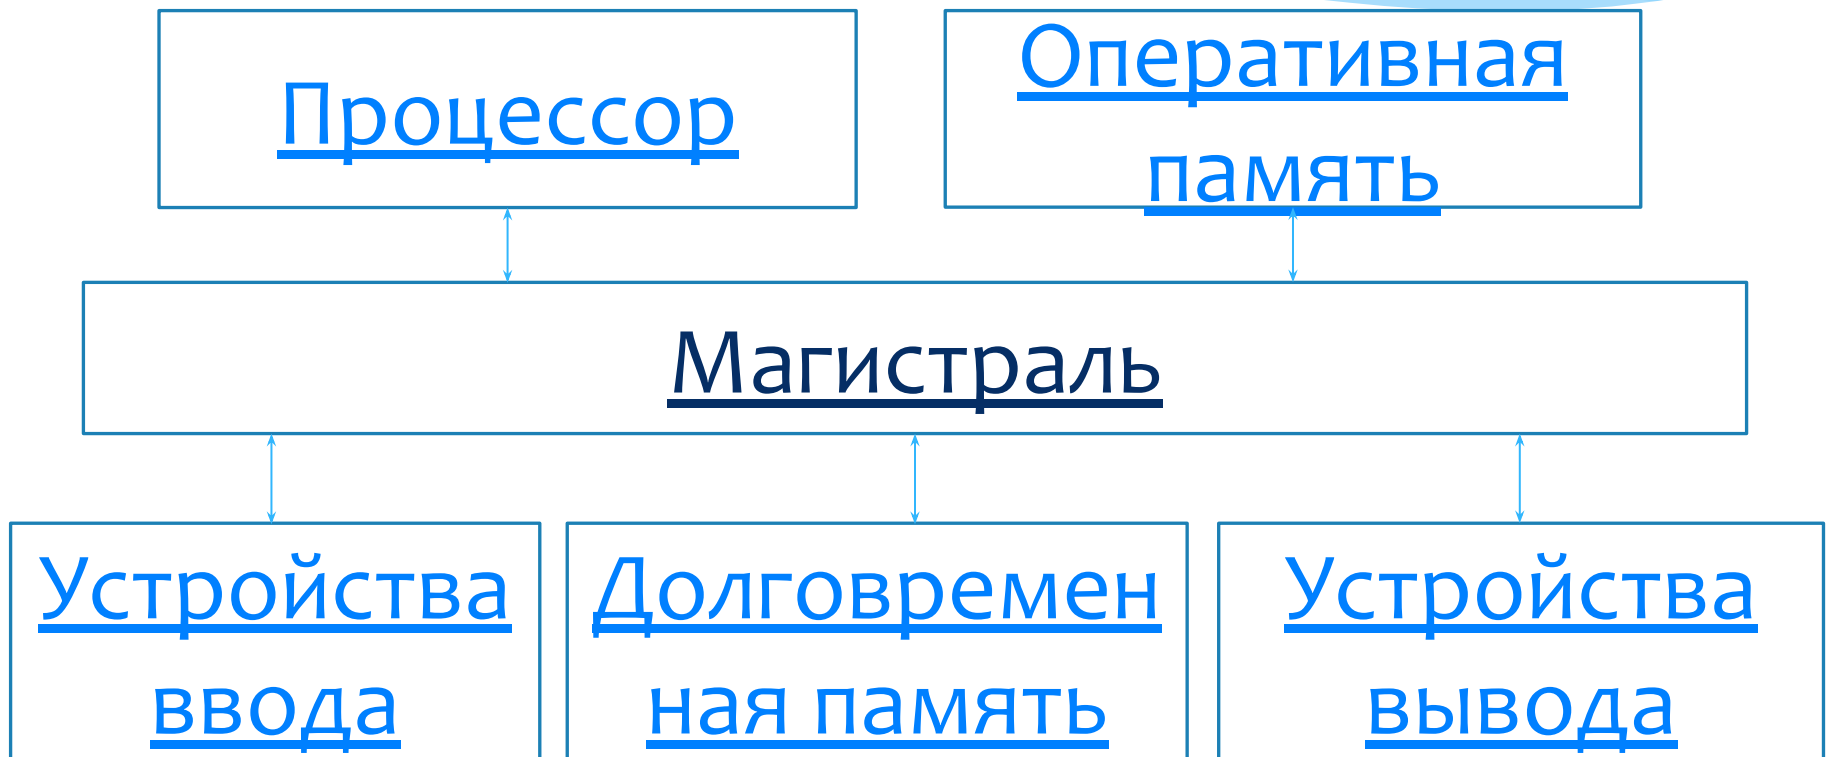 Процессор
Оперативная
память
Магистраль
Устройства
ввода
Долговремен
ная память
Устройства
вывода